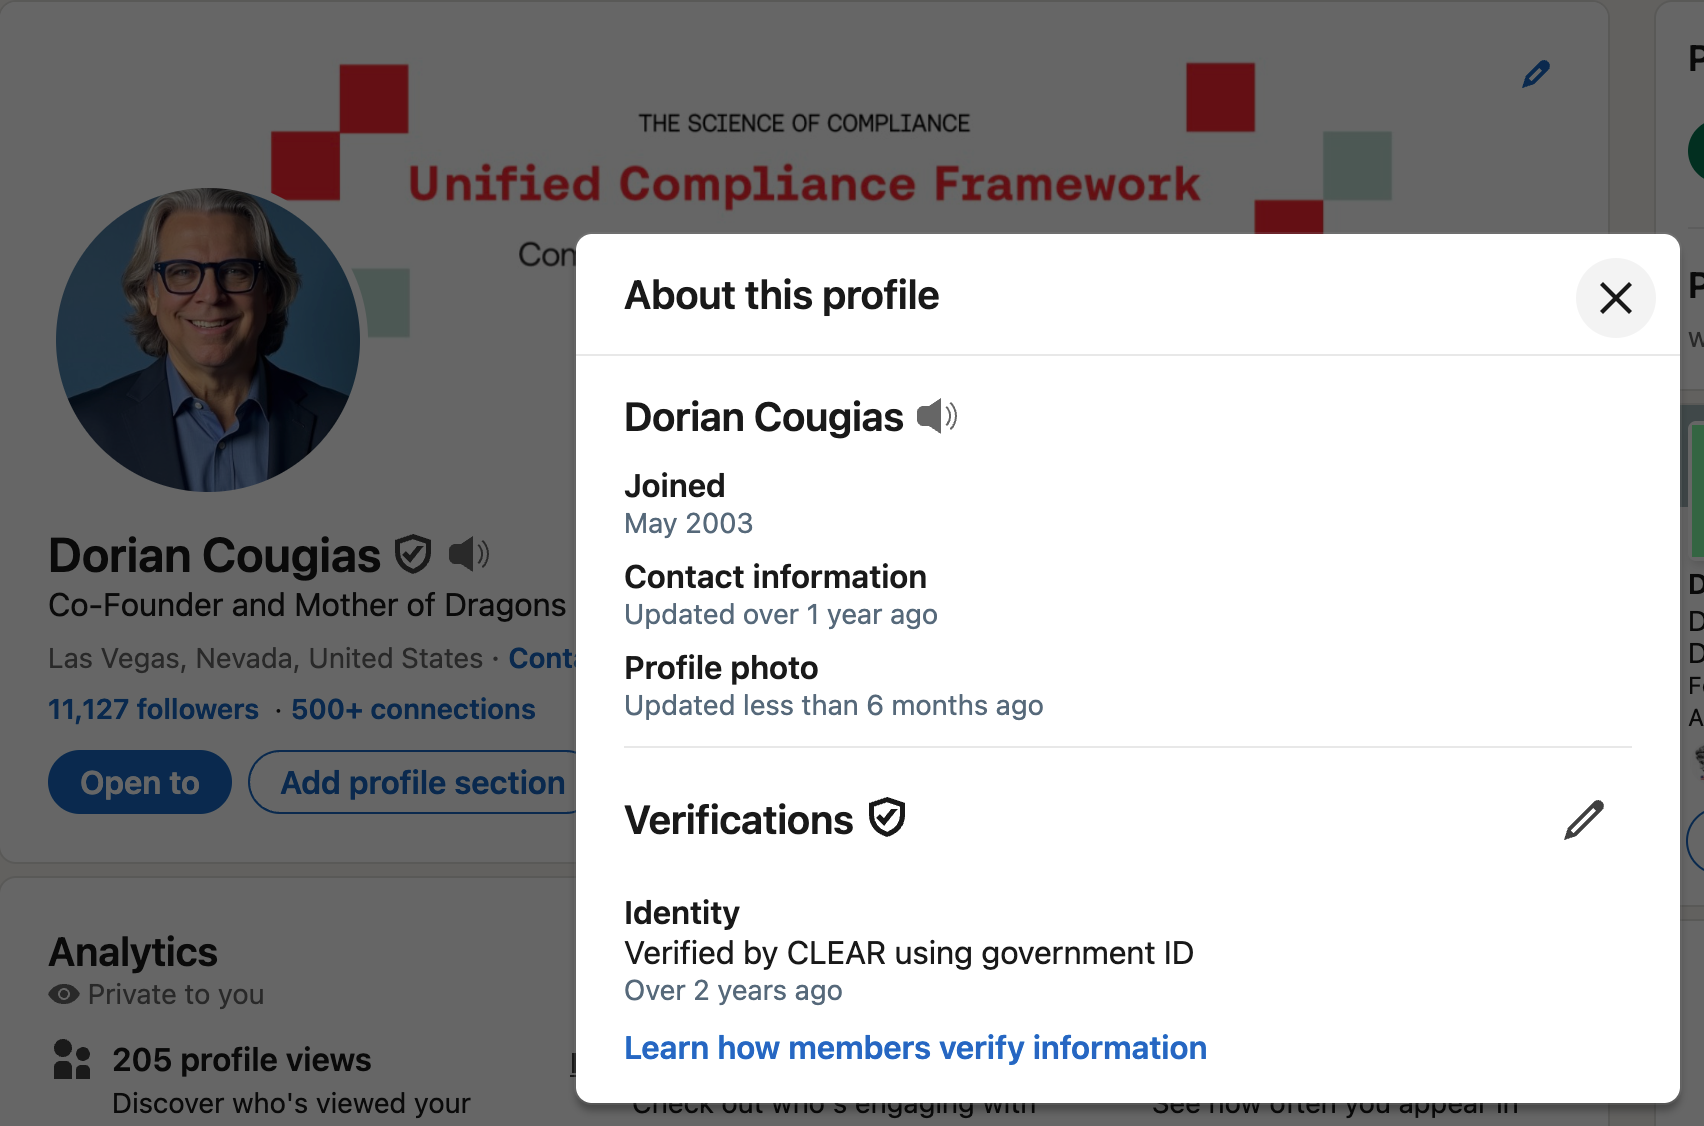 THE SCIENCE OF COMPLIANCE
Unified Compliance Framework
Con
About this profile
Dorian Cougias
Joined
May 2003
Contact information
Updated over 1 year ago
Profile photo
Updated less than 6 months ago
Verifications
Identity
Verified by CLEAR using government ID
Over 2 years ago
Learn how members verify information
Dorian Cougias
Co-Founder and Mother of Dragons
Las Vegas, Nevada, United States · Conta
11,127 followers · 500+ connections
Open to
Add profile section
Analytics
Private to you
205 profile views
Discover who's viewed your
Check out who's engaging with
See how often you appear in